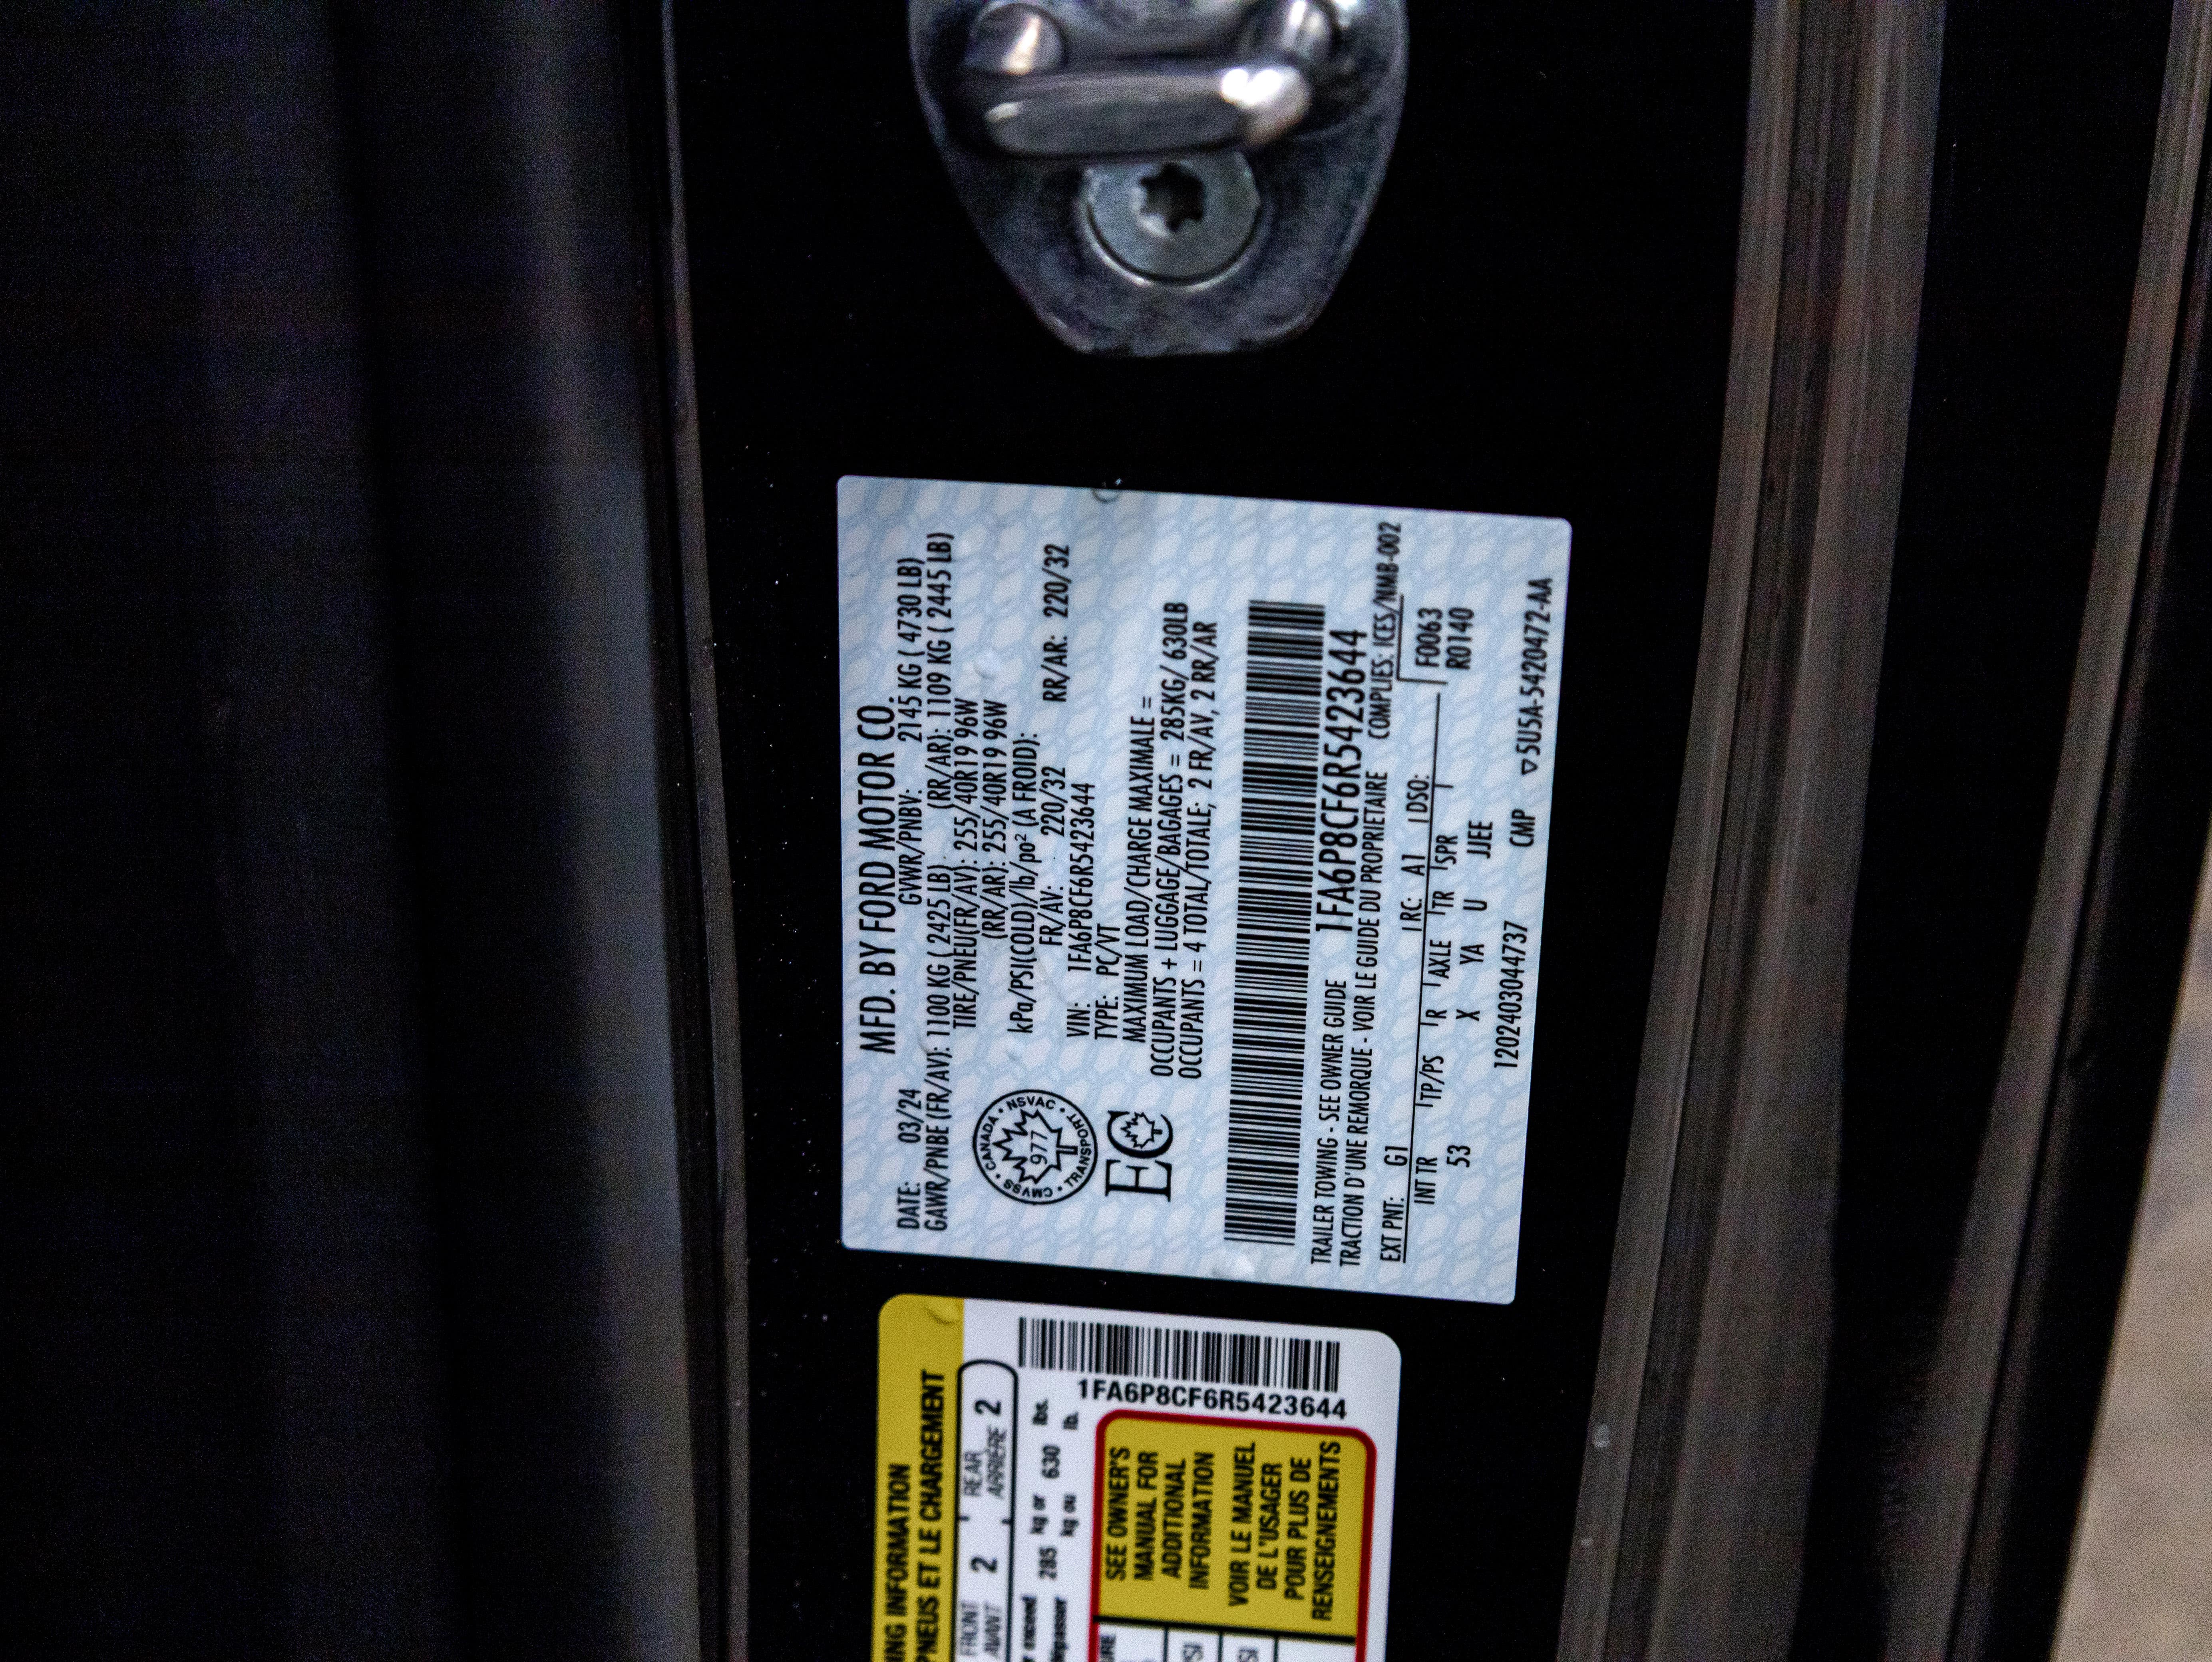 MFD. BY FORD MOTOR CO.
DATE: 03/24 GVWR/PNBV: 2145 KG ( 4730 LB)
GAWR/PNBE (FR/AV): 1100 KG ( 2425 LB) (RR/AR): 1109 KG ( 2445 LB)
TIRE/PNEU(FR/AV): 255/40R19 96W
(RR/AR): 255/40R19 96W
kPa/PSI(COLD)/lb/po² (A FROID):
FR/AV: 220/32 RR/AR: 220/32
VIN: 1FA6P8CF6R5423644
TYPE: PC/VT
MAXIMUM LOAD/CHARGE MAXIMALE =
OCCUPANTS + LUGGAGE/BAGAGES = 285KG/ 630LB
OCCUPANTS = 4 TOTAL/TOTALE; 2 FR/AV, 2 RR/AR
CANADA • NSVAC • TRANSPORT • CMVSS •
977
EC
TRAILER TOWING - SEE OWNER GUIDE 1FA6P8CF6R5423644
TRACTION D'UNE REMORQUE - VOIR LE GUIDE DU PROPRIETAIRE COMPLIES: ICES/NMB-002
EXT PNT: G1 RC: A1 DSO: F0063
INT TR TP/PS R AXLE TR SPR R0140
53 X YA U JJEE
1202403044737 CMP ▽5U5A-5420472-AA
ING INFORMATION
PNEUS ET LE CHARGEMENT
FRONT 2 REAR 2
AVANT ARRIÈRE
exceed 285 kg or 630 lbs.
kg ou lb.
1FA6P8CF6R5423644
SEE OWNER'S
MANUAL FOR
ADDITIONAL
INFORMATION
VOIR LE MANUEL
DE L'USAGER
POUR PLUS DE
RENSEIGNEMENTS